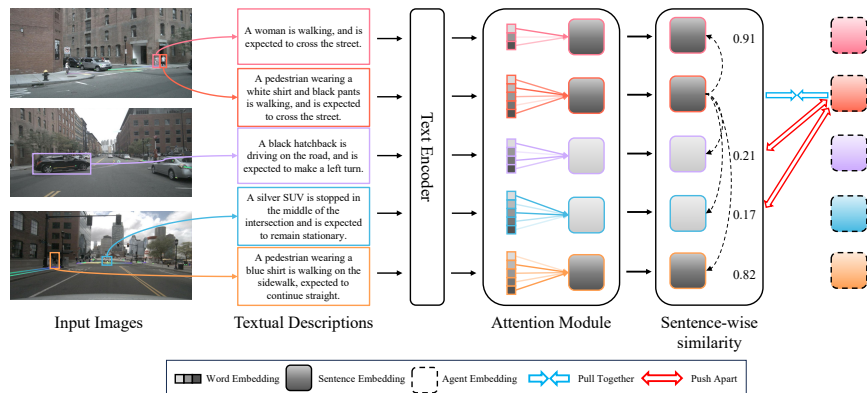 A woman is walking, and is
expected to cross the street.
A pedestrian wearing a
white shirt and black pants
is walking, and is expected
to cross the street.
A black hatchback is
driving on the road, and is
expected to make a left turn.
A silver SUV is stopped in
the middle of the
intersection and is expected
to remain stationary.
A pedestrian wearing a
blue shirt is walking on the
sidewalk, expected to
continue straight.
Text Encoder
0.91
0.21
0.17
0.82
Input Images
Textual Descriptions
Attention Module
Sentence-wise
similarity
Word Embedding
Sentence Embedding
Agent Embedding
Pull Together
Push Apart